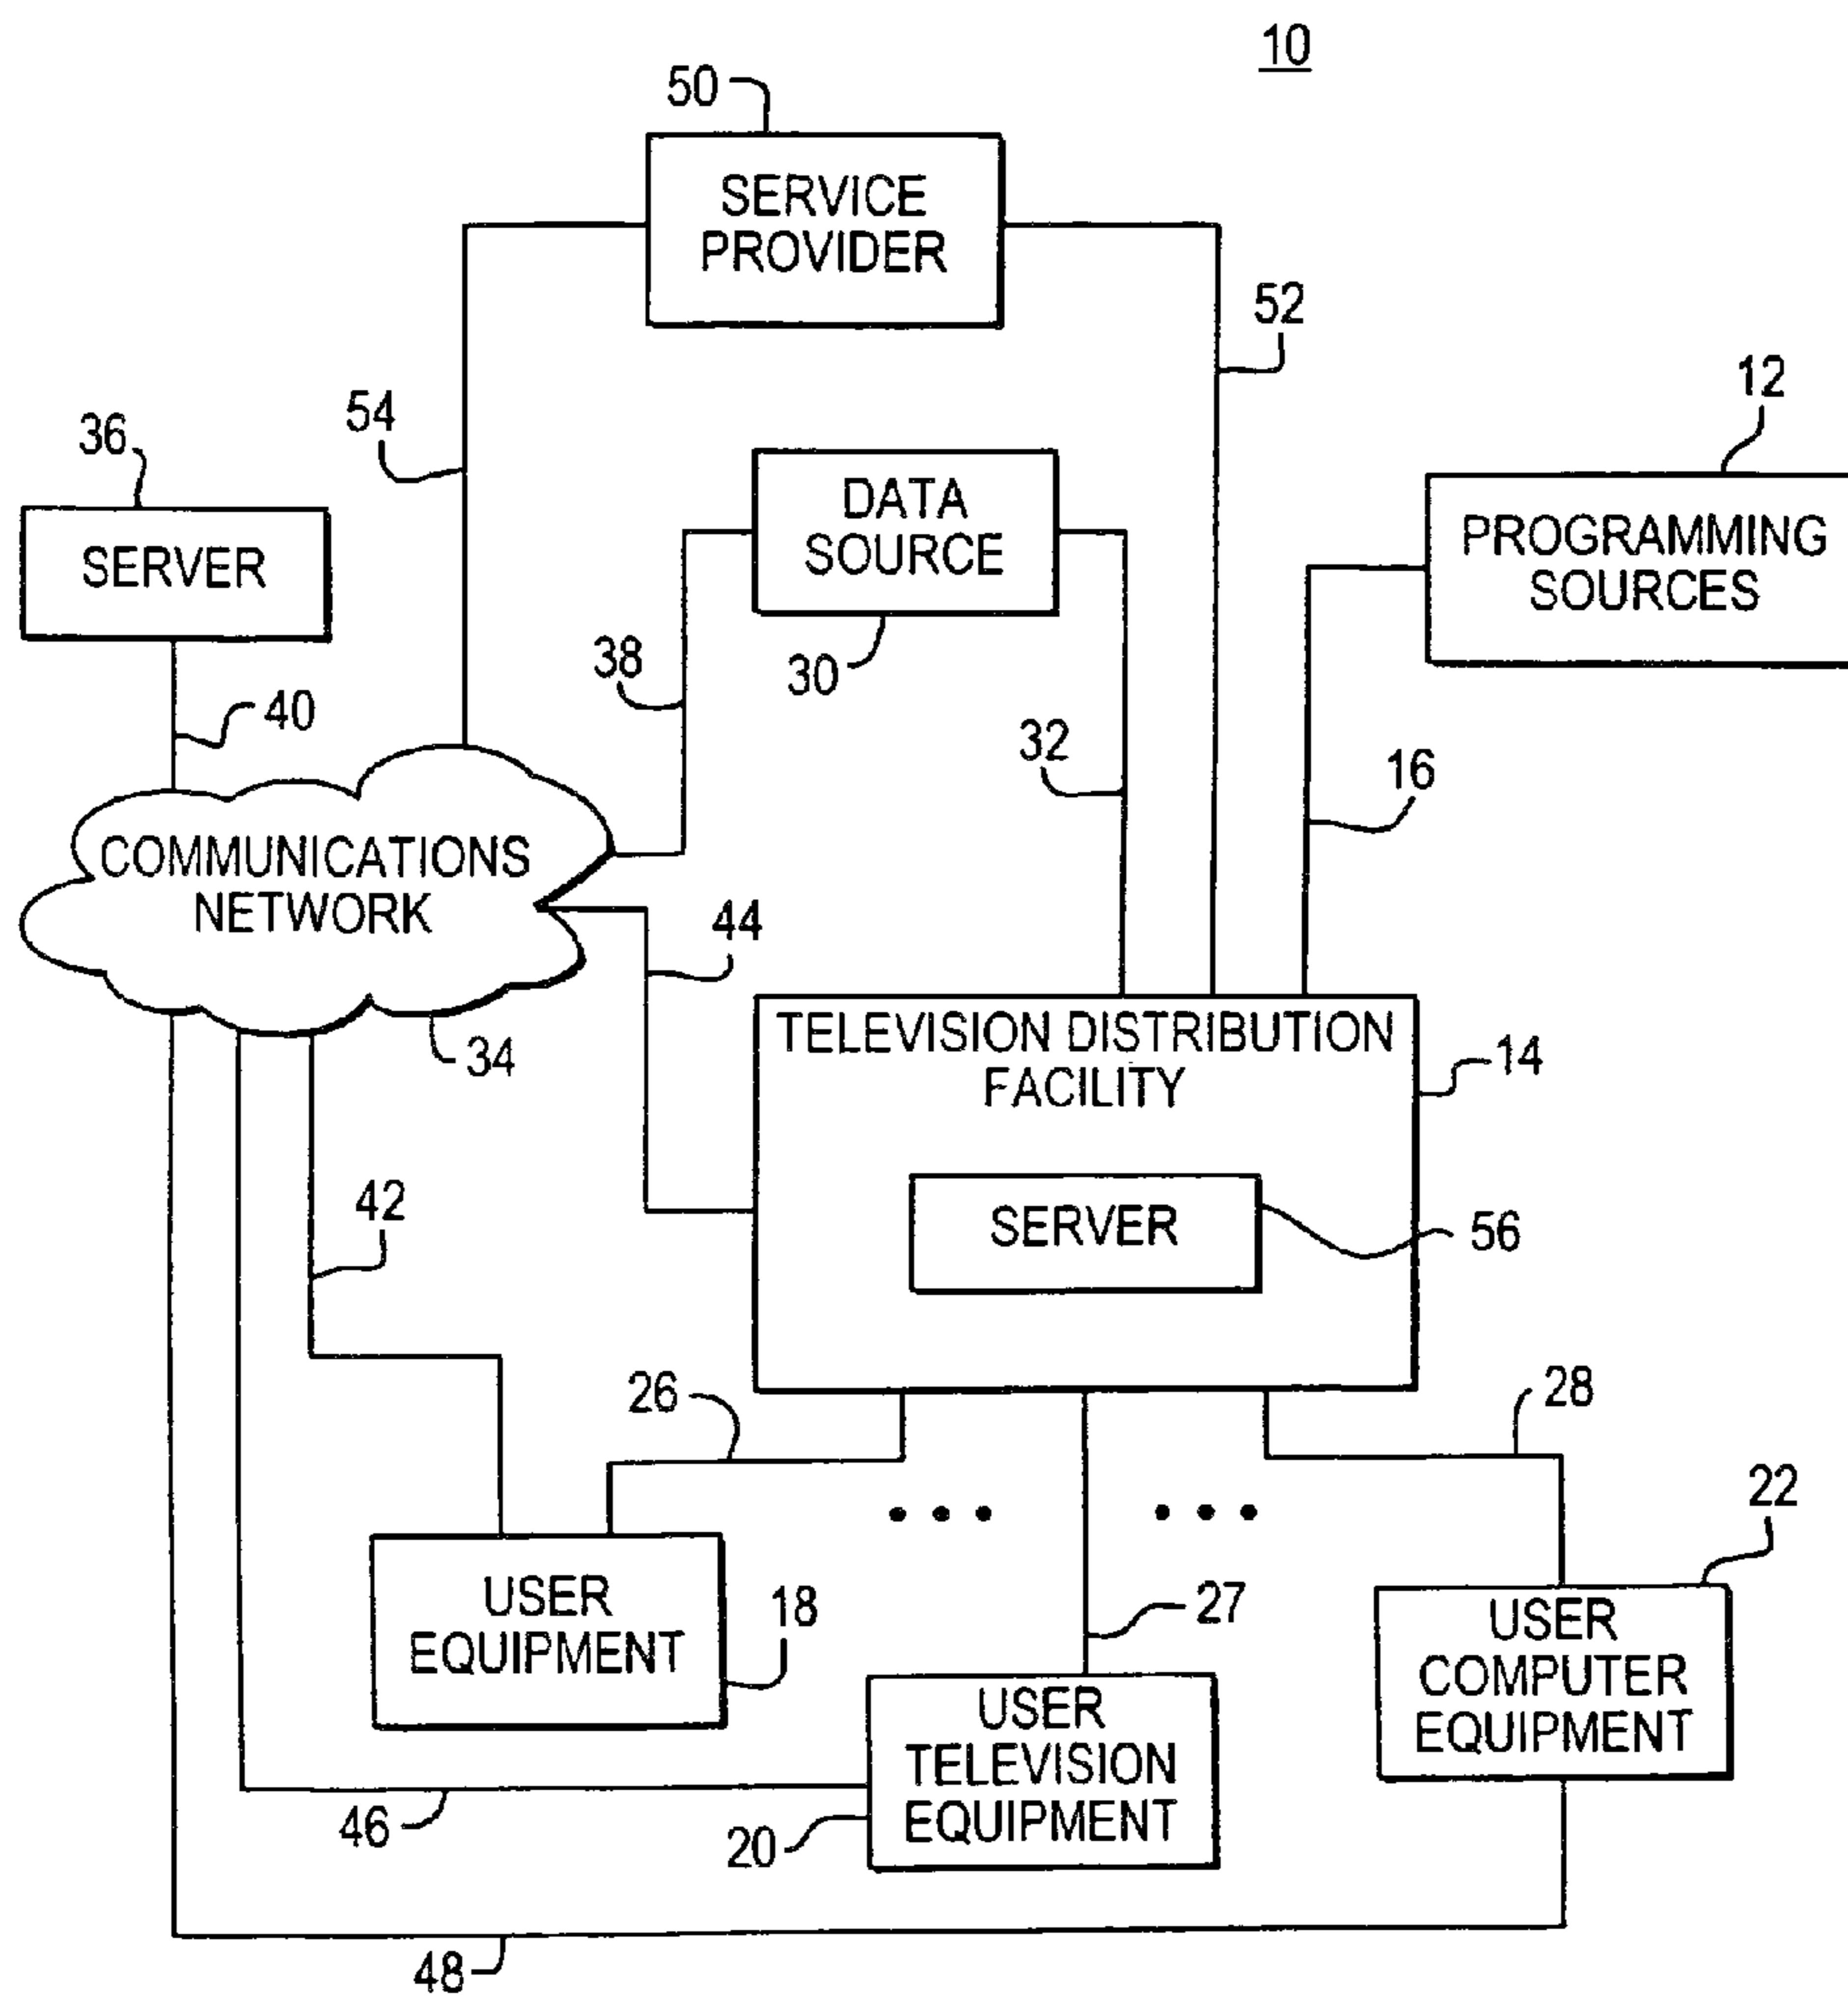 10
50
SERVICE
PROVIDER
52
54
12
36
SERVER
DATA
SOURCE
PROGRAMMING
SOURCES
38
30
40
32
16
COMMUNICATIONS
NETWORK
44
34
TELEVISION DISTRIBUTION
FACILITY
14
42
SERVER
56
26
28
22
USER
EQUIPMENT
18
27
USER
COMPUTER
EQUIPMENT
USER
TELEVISION
EQUIPMENT
46
20
48